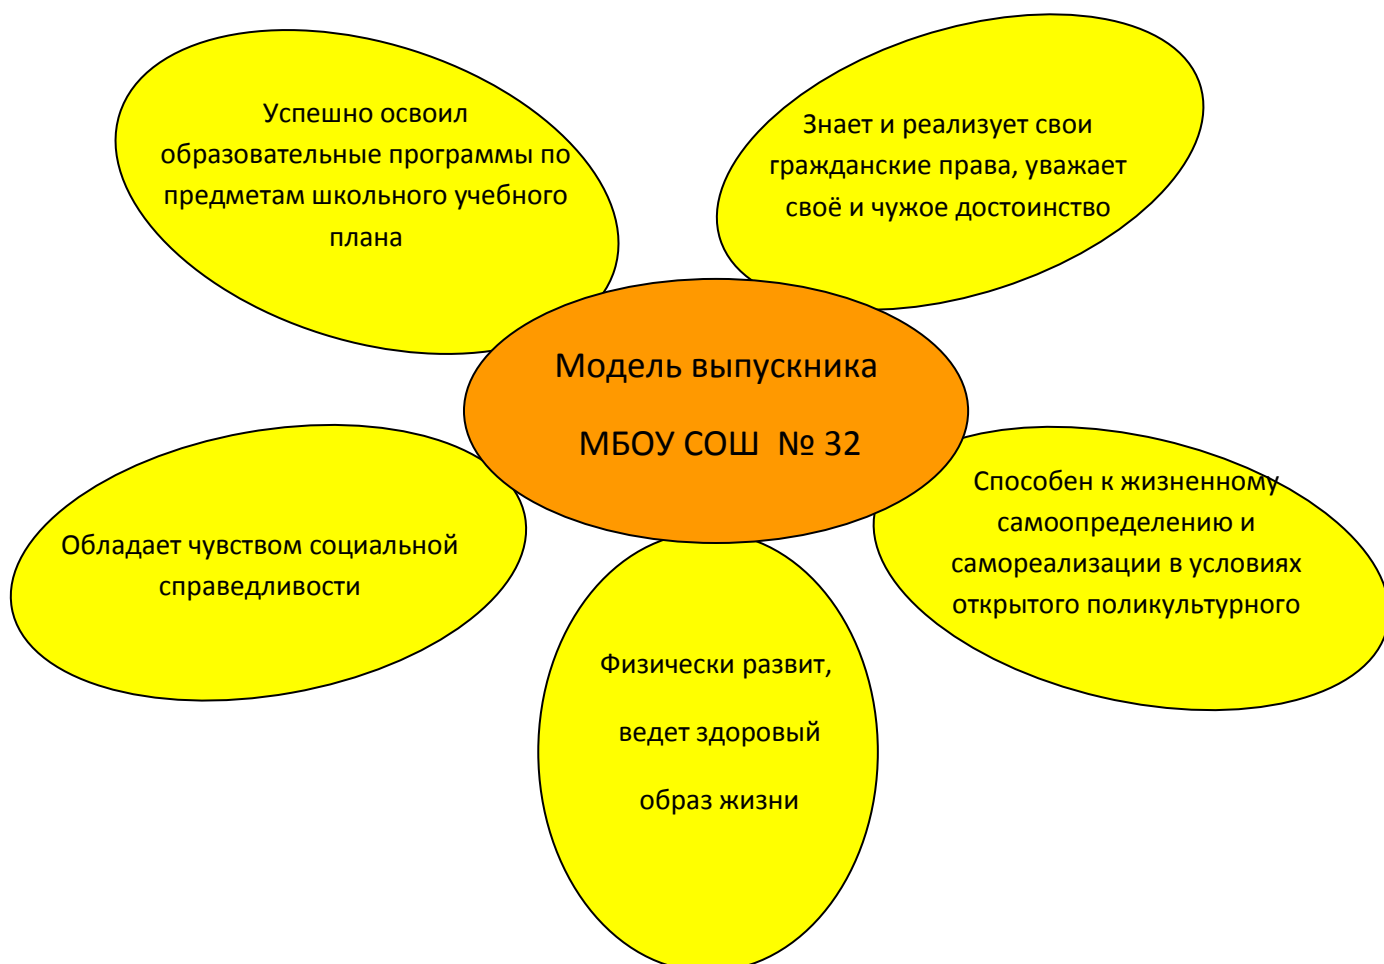 Успешно освоил
образовательные программы по
предметам школьного учебного
плана
Знает и реализует свои
гражданские права, уважает
своё и чужое достоинство
Модель выпускника
МБОУ СОШ № 32
Обладает чувством социальной
справедливости
Способен к жизненному
самоопределению и
самореализации в условиях
открытого поликультурного
Физически развит,
ведет здоровый
образ жизни